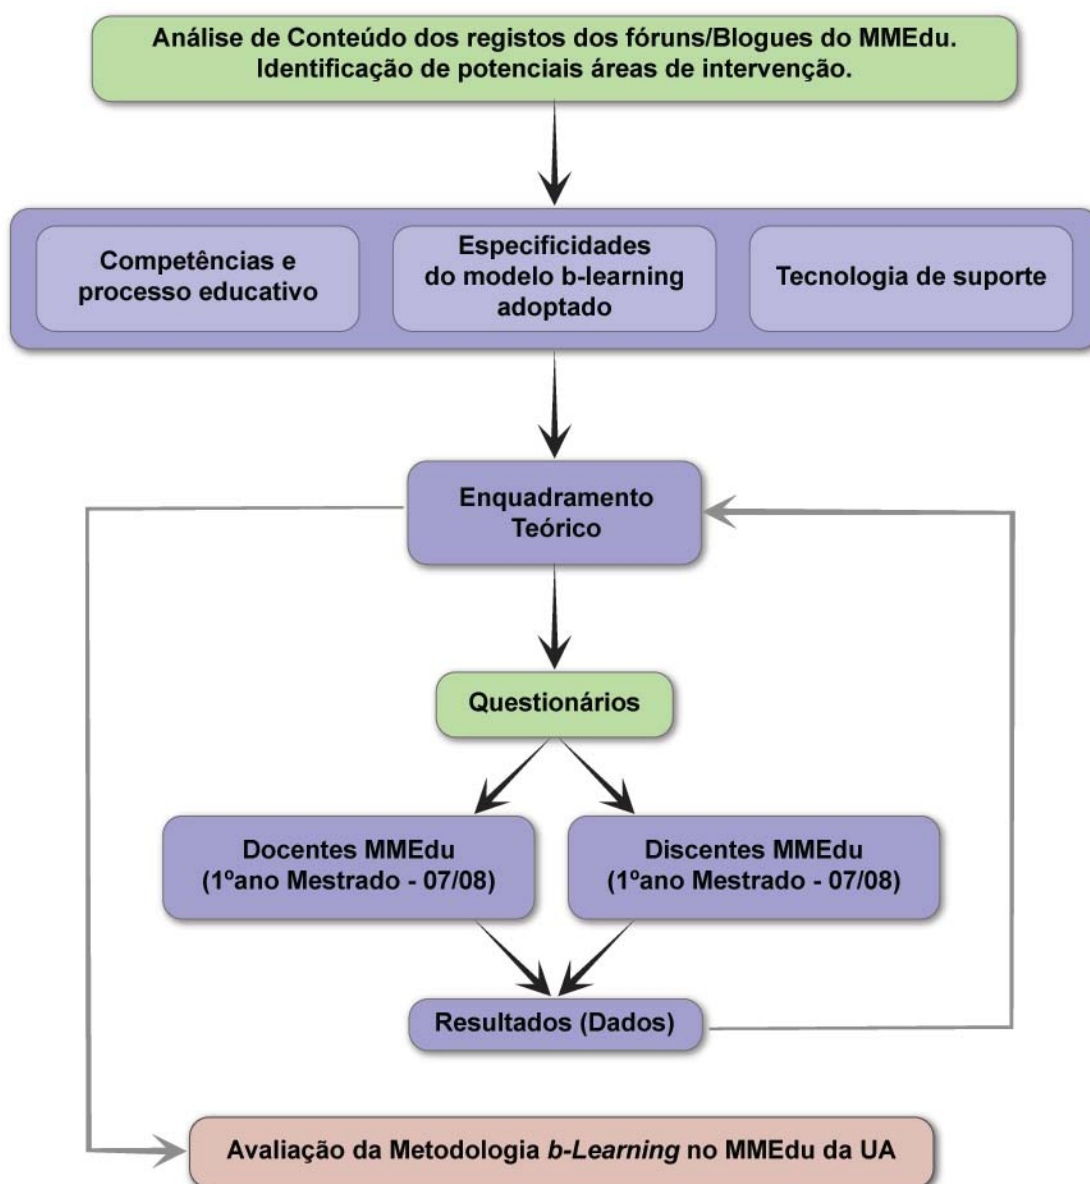 Análise de Conteúdo dos registos dos fóruns/Blogues do MMEdu.
Identificação de potenciais áreas de intervenção.
Competências e
processo educativo
Especificidades
do modelo b-learning
adoptado
Tecnologia de suporte
Enquadramento
Teórico
Questionários
Docentes MMEdu
(1ºano Mestrado - 07/08)
Discentes MMEdu
(1ºano Mestrado - 07/08)
Resultados (Dados)
Avaliação da Metodologia b-Learning no MMEdu da UA